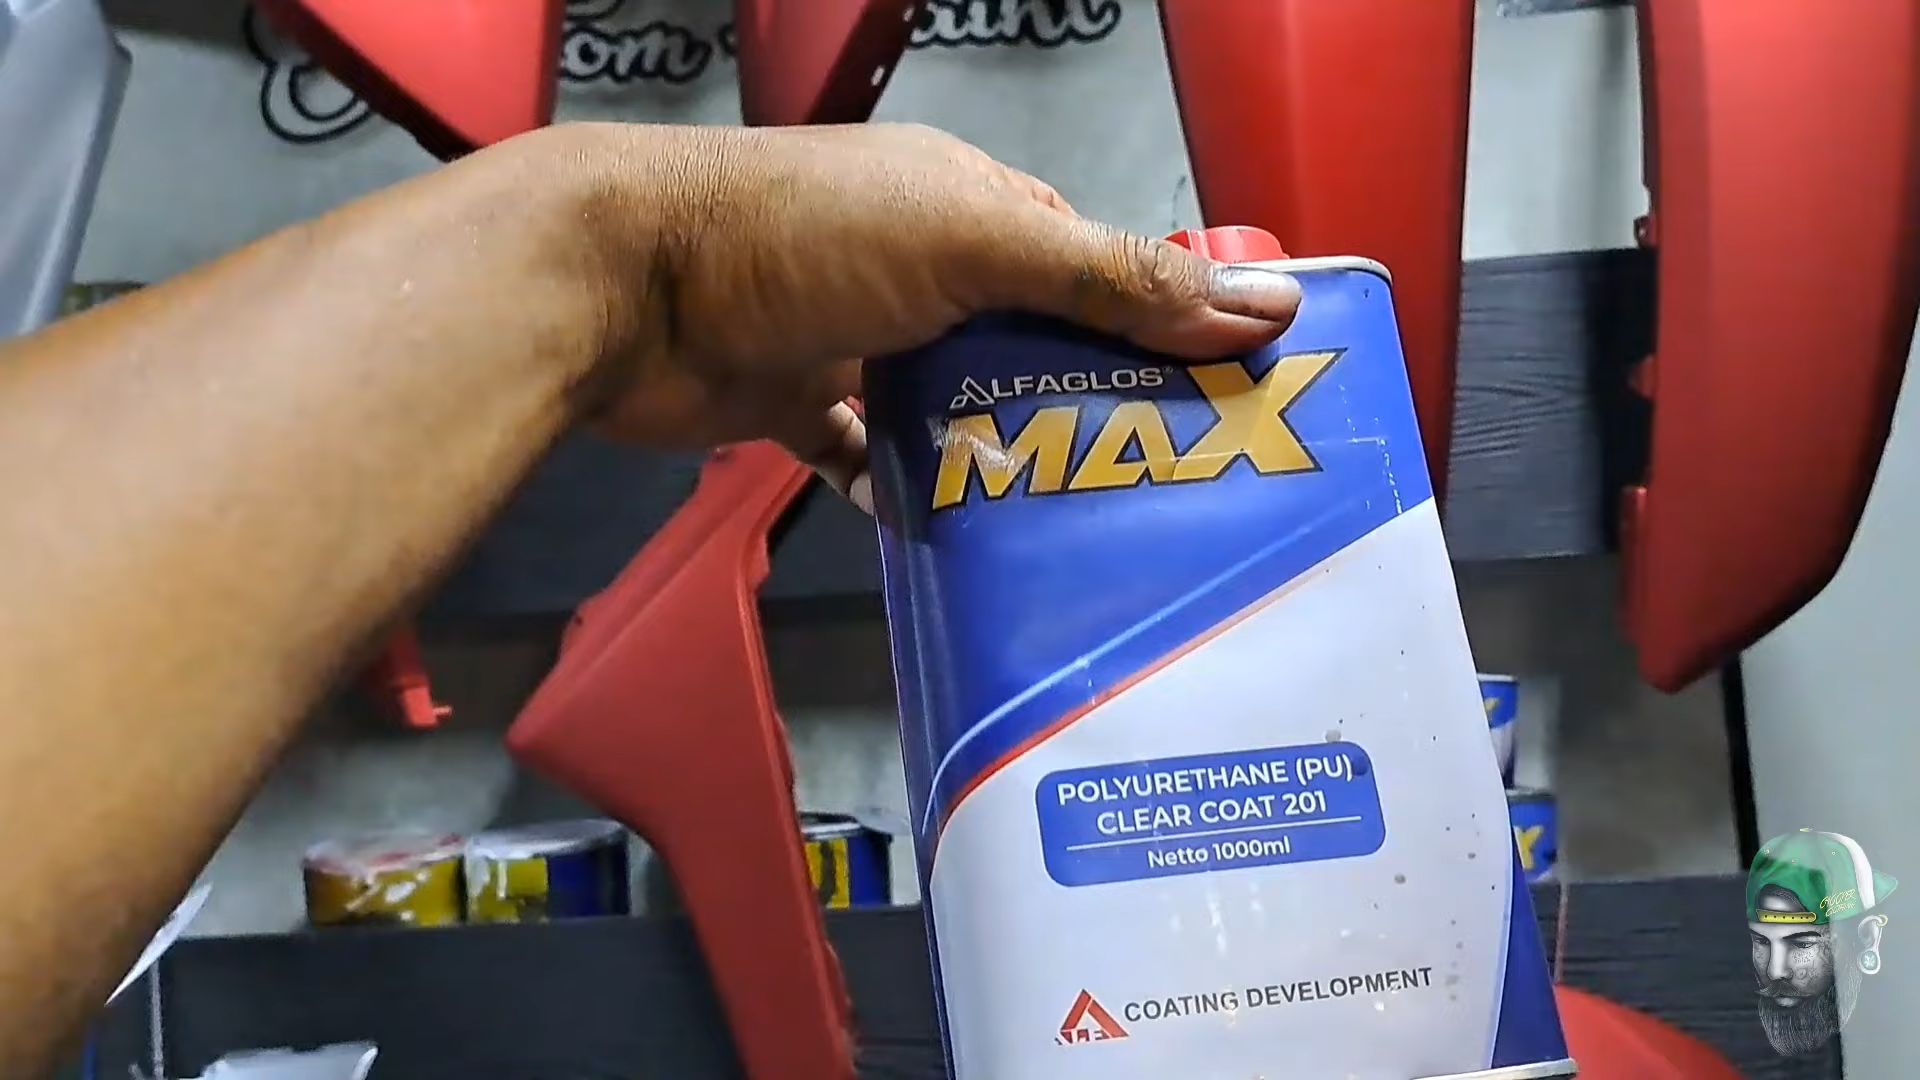 ALFAGLOS®
MAX
POLYURETHANE (PU)
CLEAR COAT 201
Netto 1000ml
COATING DEVELOPMENT